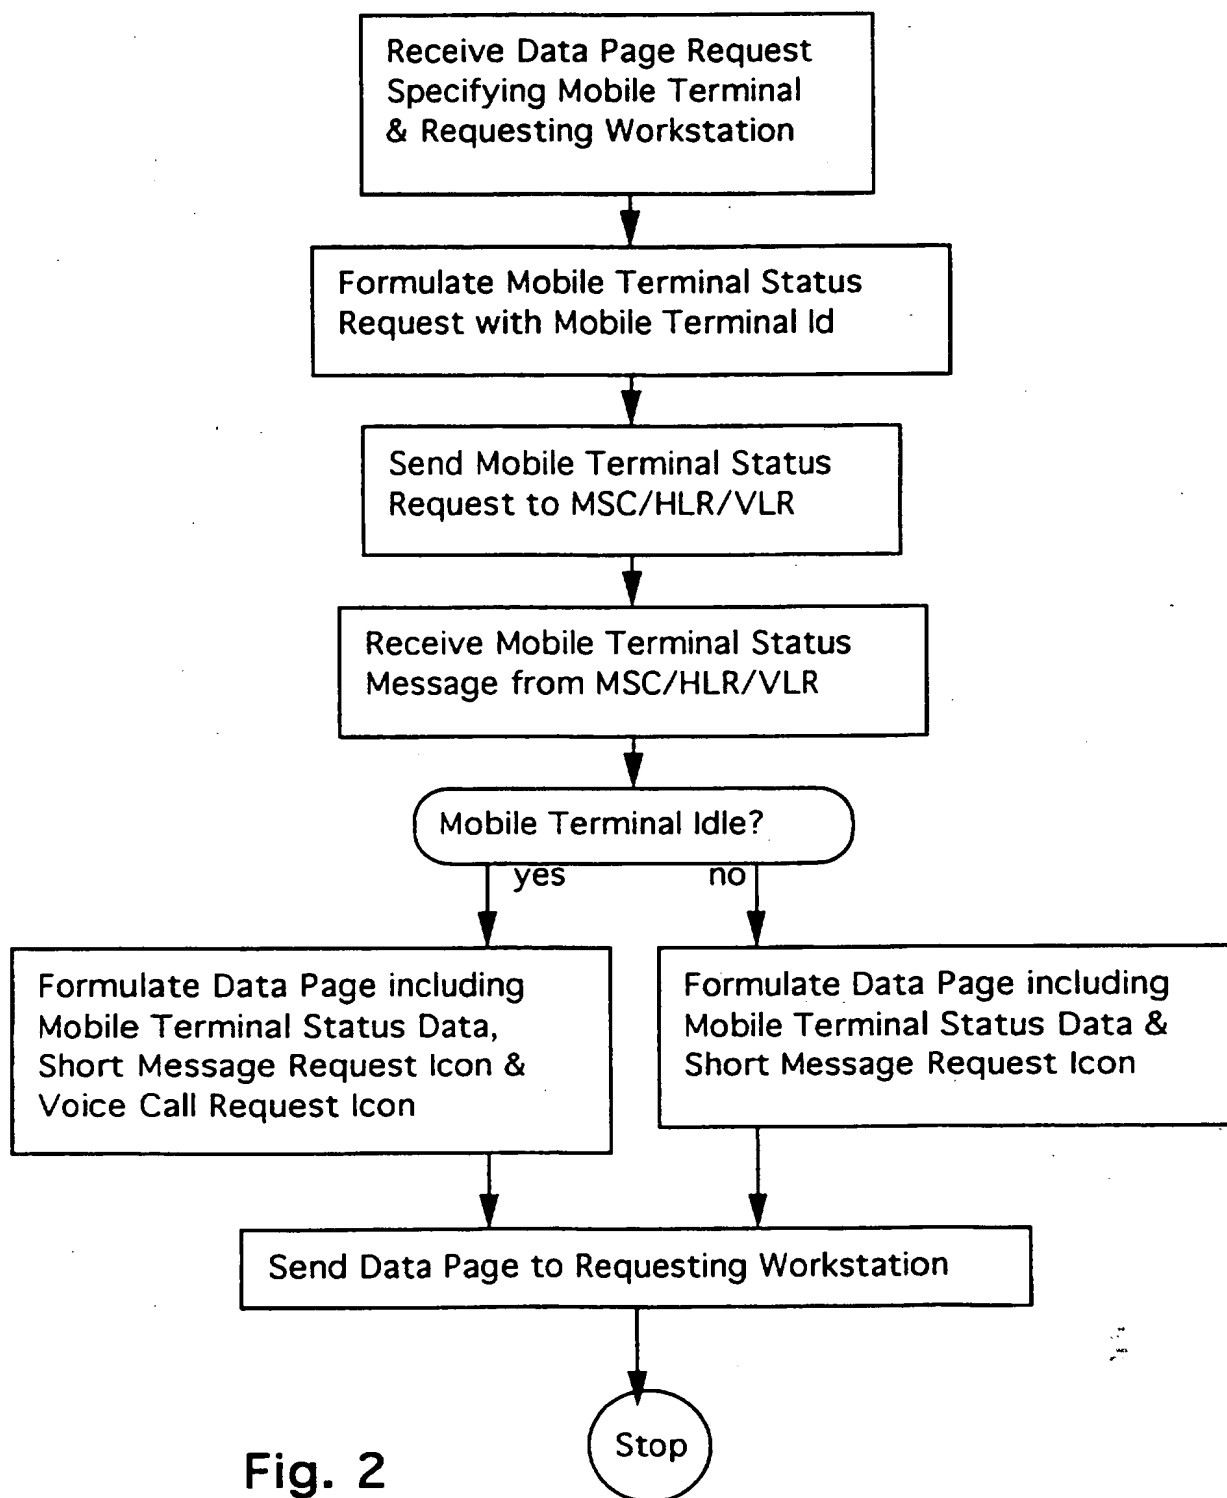 Receive Data Page Request
Specifying Mobile Terminal
& Requesting Workstation
Formulate Mobile Terminal Status
Request with Mobile Terminal Id
Send Mobile Terminal Status
Request to MSC/HLR/VLR
Receive Mobile Terminal Status
Message from MSC/HLR/VLR
Mobile Terminal Idle?
yes
no
Formulate Data Page including
Mobile Terminal Status Data,
Short Message Request Icon &
Voice Call Request Icon
Formulate Data Page including
Mobile Terminal Status Data &
Short Message Request Icon
Send Data Page to Requesting Workstation
Stop
Fig. 2